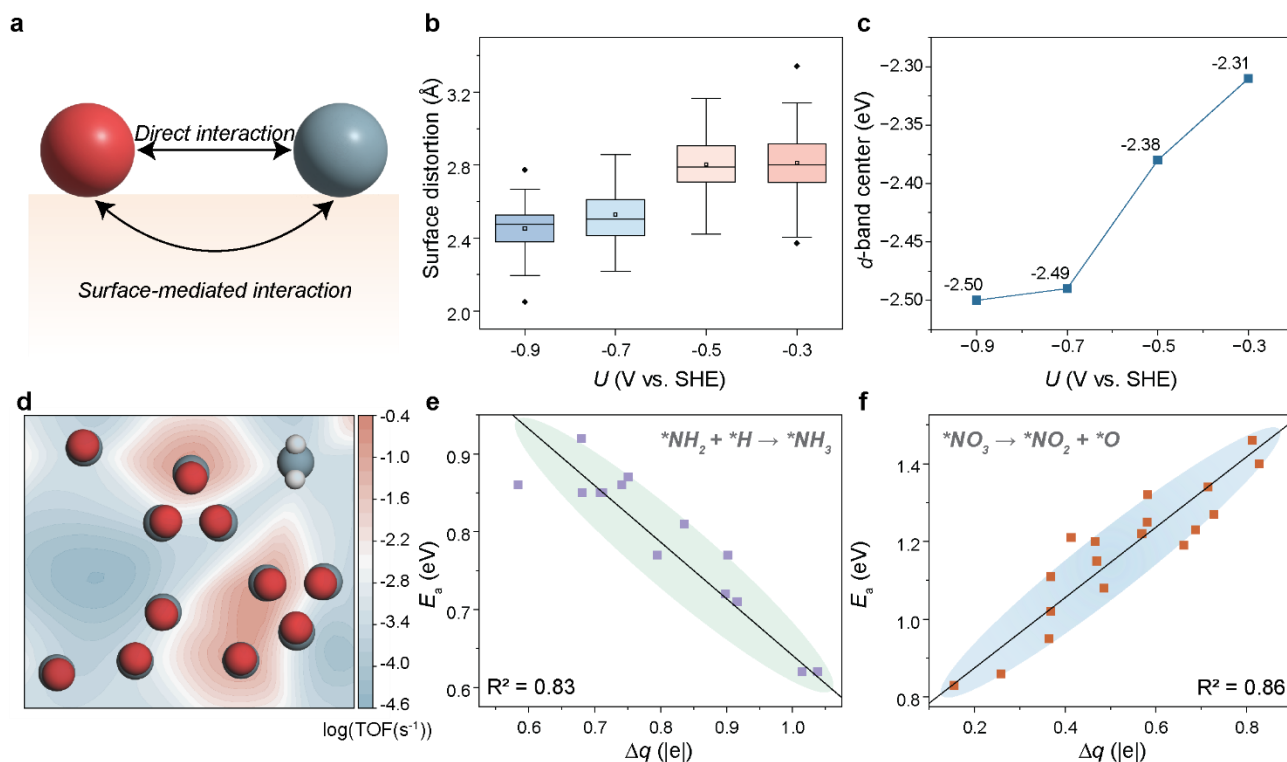 a
Direct interaction
Surface-mediated interaction
b
Surface distortion (Å)
3.2
2.8
2.4
2.0
-0.9
-0.7
-0.5
-0.3
U (V vs. SHE)
c
d-band center (eV)
−2.30
−2.35
−2.40
−2.45
−2.50
-2.50
-2.49
-2.38
-2.31
−0.9
−0.7
−0.5
−0.3
U (V vs. SHE)
d
-0.4
-1.0
-1.6
-2.2
-2.8
-3.4
-4.0
-4.6
log(TOF(s⁻¹))
e
*NH₂ + *H → *NH₃
Eₐ (eV)
0.9
0.8
0.7
0.6
R² = 0.83
0.6
0.7
0.8
0.9
1.0
Δq (|e|)
f
*NO₃ → *NO₂ + *O
Eₐ (eV)
1.4
1.2
1.0
0.8
R² = 0.86
0.2
0.4
0.6
0.8
Δq (|e|)